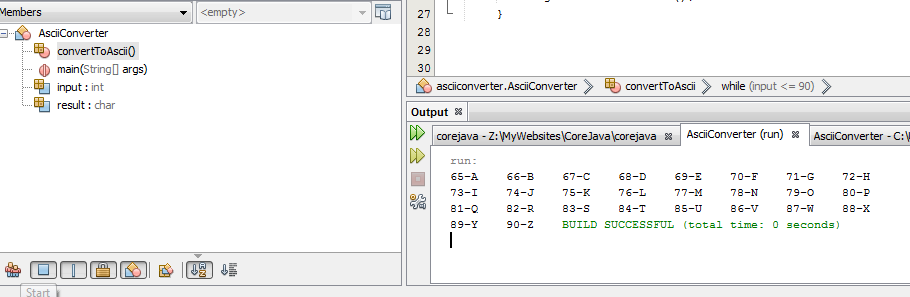 Members
<empty>
AsciiConverter
convertToAscii()
main(String[] args)
input : int
result : char
Start
27
28
29
30
}
asciiconverter.AsciiConverter
convertToAscii
while (input <= 90)
Output
corejava - Z:\MyWebsites\CoreJava\corejava
AsciiConverter (run)
AsciiConverter - C:\
run:
65-A 66-B 67-C 68-D 69-E 70-F 71-G 72-H
73-I 74-J 75-K 76-L 77-M 78-N 79-O 80-P
81-Q 82-R 83-S 84-T 85-U 86-V 87-W 88-X
89-Y 90-Z BUILD SUCCESSFUL (total time: 0 seconds)